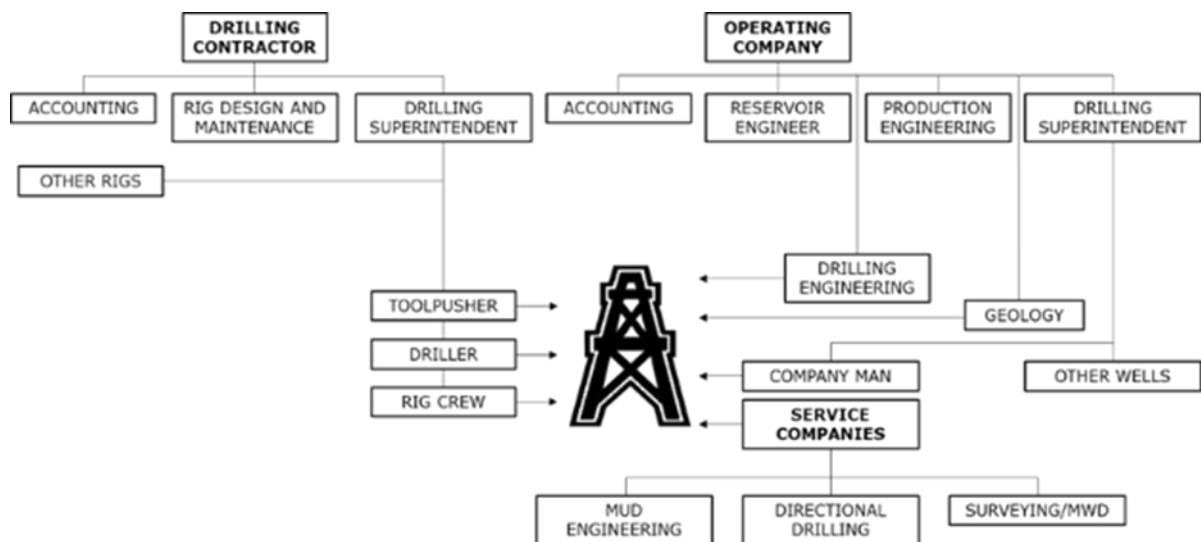 DRILLING
CONTRACTOR
OPERATING
COMPANY
ACCOUNTING
RIG DESIGN AND
MAINTENANCE
DRILLING
SUPERINTENDENT
ACCOUNTING
RESERVOIR
ENGINEER
PRODUCTION
ENGINEERING
DRILLING
SUPERINTENDENT
OTHER RIGS
DRILLING
ENGINEERING
TOOLPUSHER
GEOLOGY
DRILLER
COMPANY MAN
OTHER WELLS
RIG CREW
SERVICE
COMPANIES
MUD
ENGINEERING
DIRECTIONAL
DRILLING
SURVEYING/MWD